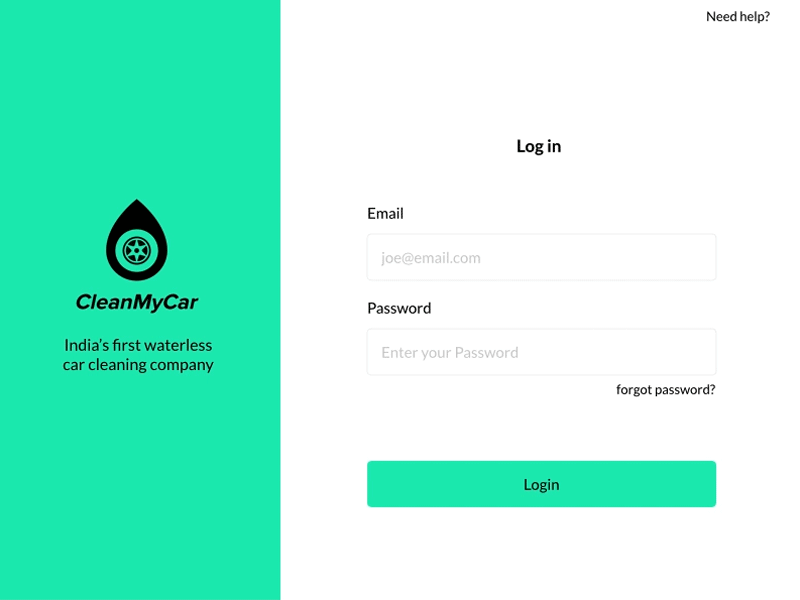 Need help?
Log in
Email
joe@email.com
Password
Enter your Password
forgot password?
Login
CleanMyCar
India’s first waterless
car cleaning company